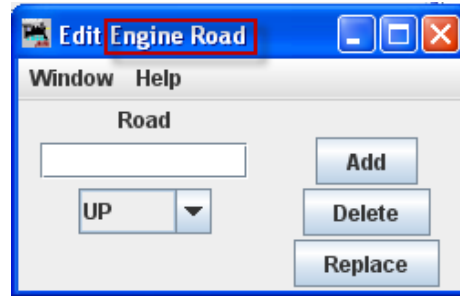 Edit Engine Road
Window Help
Road
Add
UP
Delete
Replace